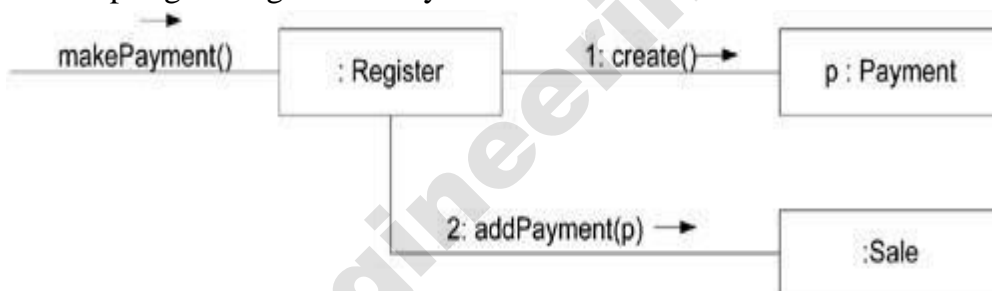 makePayment()
: Register
1: create()
p : Payment
2: addPayment(p)
:Sale